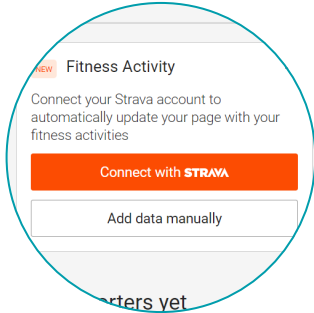 NEW Fitness Activity
Connect your Strava account to
automatically update your page with your
fitness activities
Connect with STRAVA
Add data manually
yet